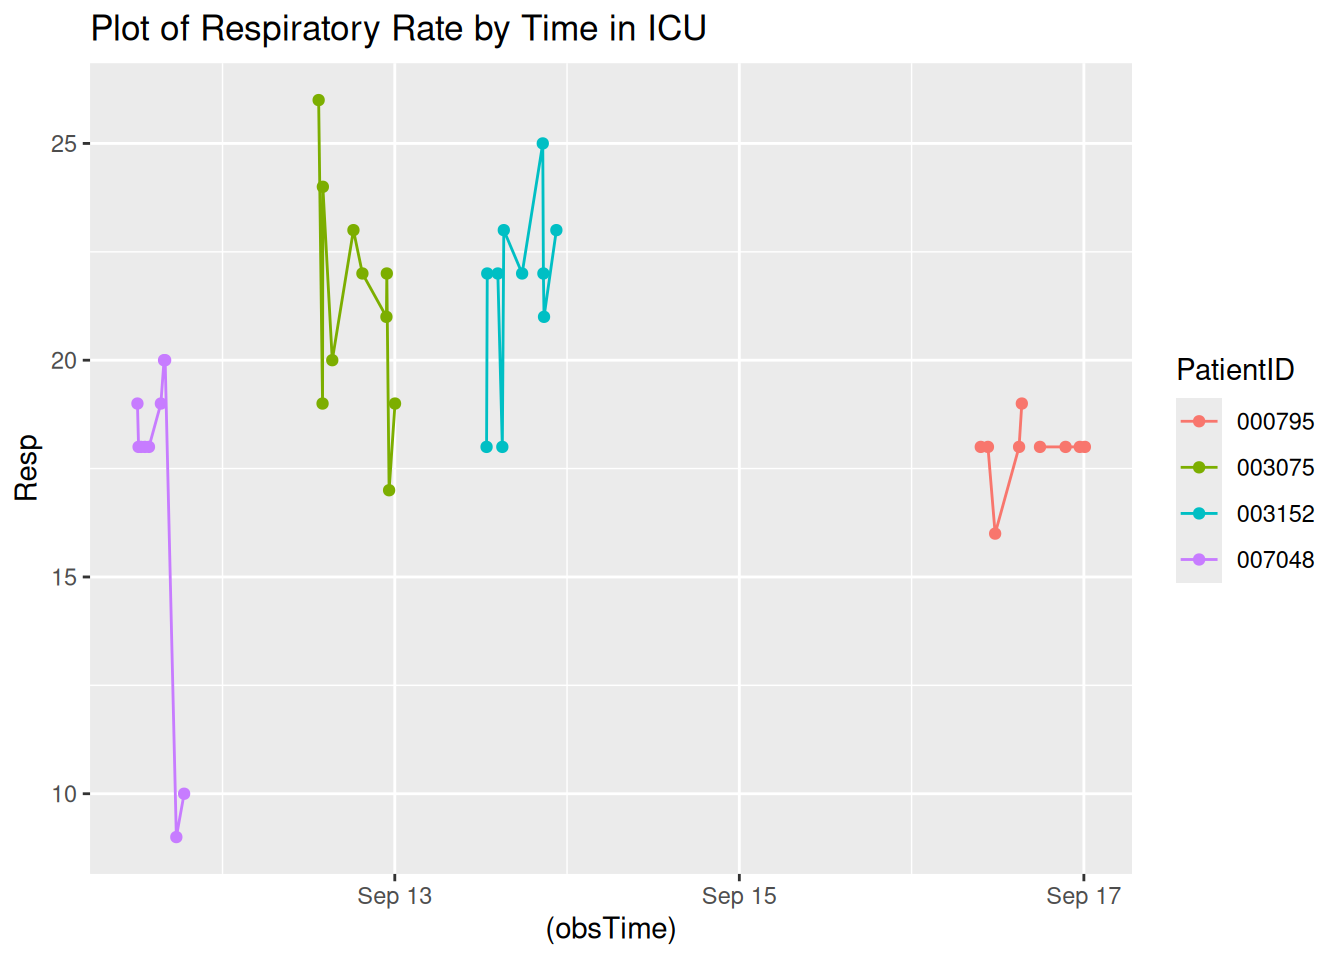 Plot of Respiratory Rate by Time in ICU
25
20
15
10
Resp
Sep 13
Sep 15
Sep 17
(obsTime)
PatientID
000795
003075
003152
007048